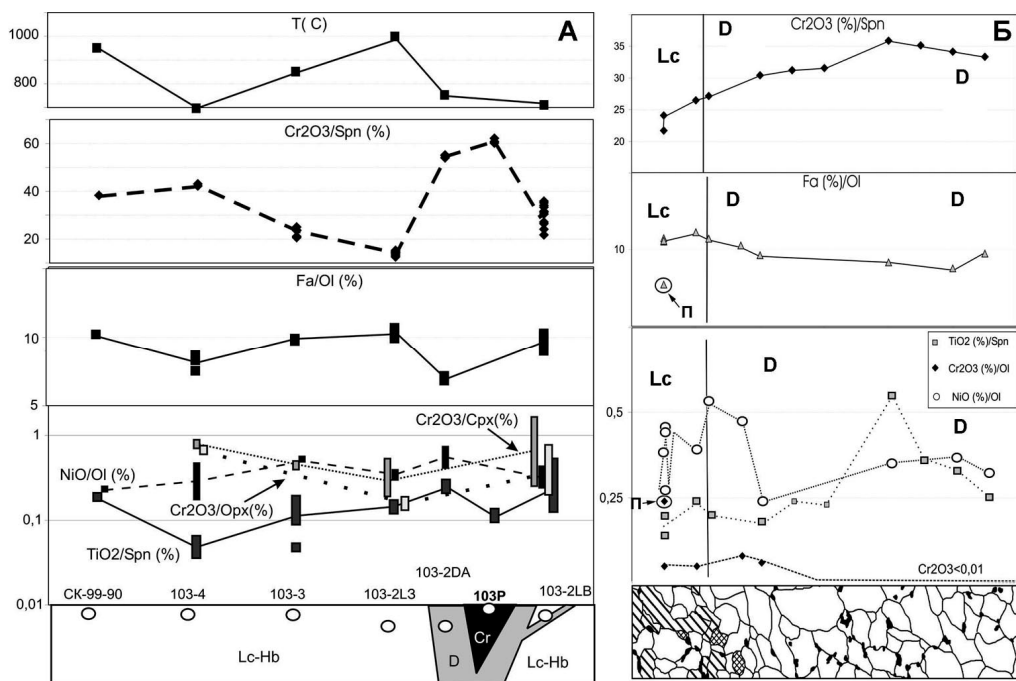 T( C)
А
1000
800
Cr2O3/Spn (%)
60
40
20
Fa/Ol (%)
10
5
1
Cr2O3/Cpx(%)
NiO/Ol (%)
Cr2O3/Opx(%)
0,1
TiO2/Spn (%)
103-2DA
CK-99-90
103-4
103-3
103-2L3
103P
103-2LB
0,01
Cr
D
Lc-Hb
Lc-Hb
Cr2O3 (%)/Spn
Б
D
35
Lc
30
D
25
20
Fa (%)/Ol
D
D
Lc
10
П
TiO2 (%)/Spn
Cr2O3 (%)/Ol
NiO (%)/Ol
Lc
D
0,5
D
П
0,25
Cr2O3<0,01